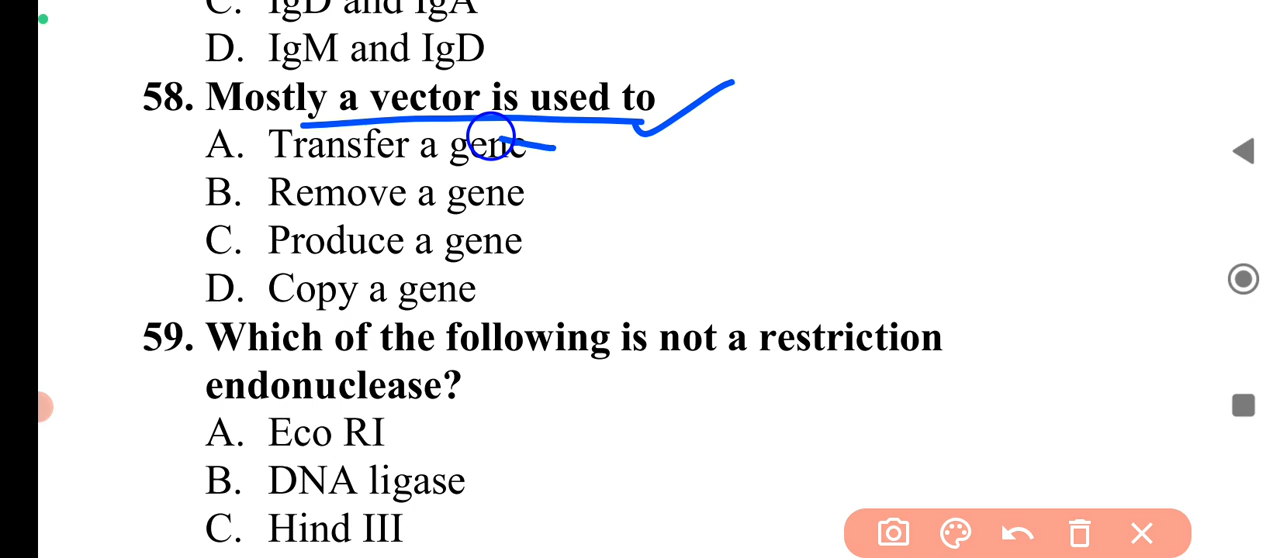 C. IgD and IgA
D. IgM and IgD
58. Mostly a vector is used to
A. Transfer a gene
B. Remove a gene
C. Produce a gene
D. Copy a gene
59. Which of the following is not a restriction
endonuclease?
A. Eco RI
B. DNA ligase
C. Hind III